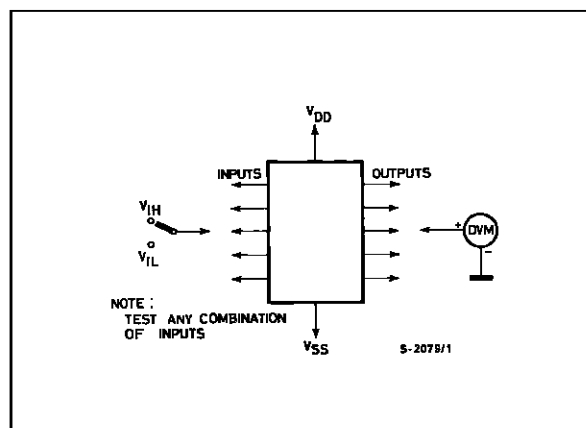 VDD
INPUTS
OUTPUTS
VIH
VIL
+
DVM
-
NOTE :
TEST ANY COMBINATION
OF INPUTS
VSS
S-2079/1